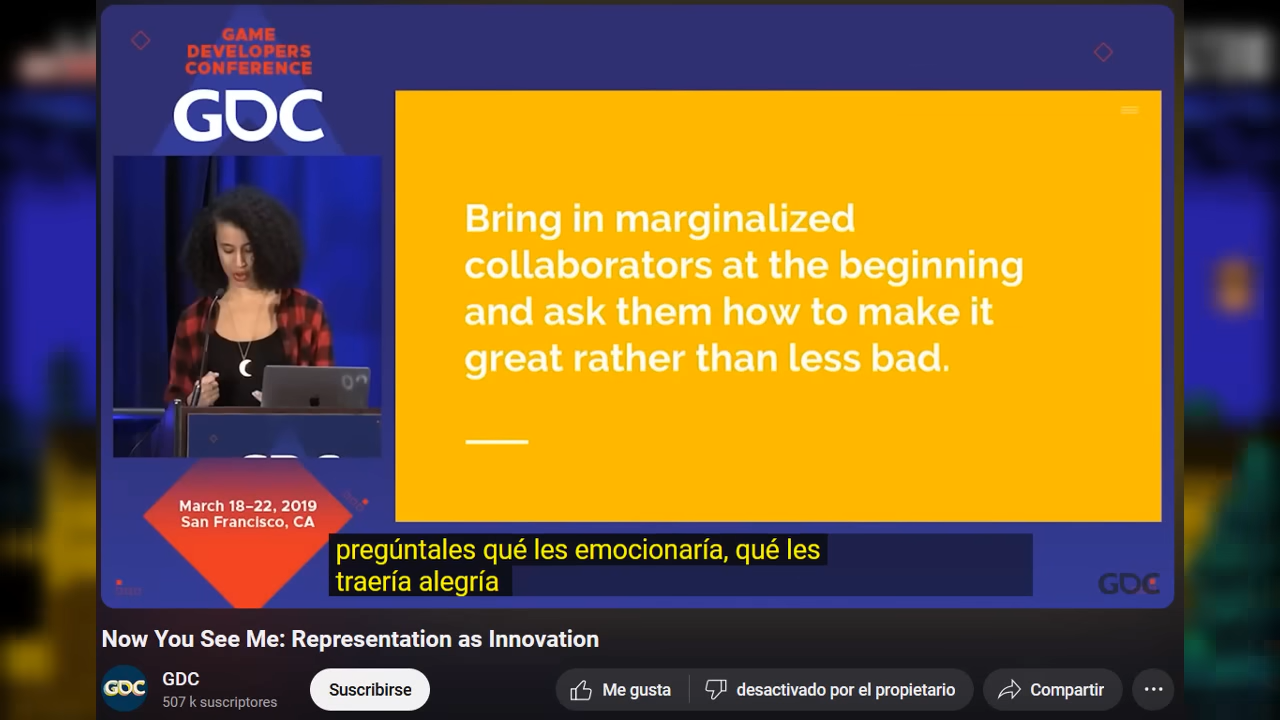 GAME
DEVELOPERS
CONFERENCE
GDC
Bring in marginalized
collaborators at the beginning
and ask them how to make it
great rather than less bad.
March 18–22, 2019
San Francisco, CA
pregúntales qué les emocionaría, qué les
traería alegría
GDC
Now You See Me: Representation as Innovation
GDC
GDC
507 k suscriptores
Suscribirse
Me gusta
desactivado por el propietario
Compartir